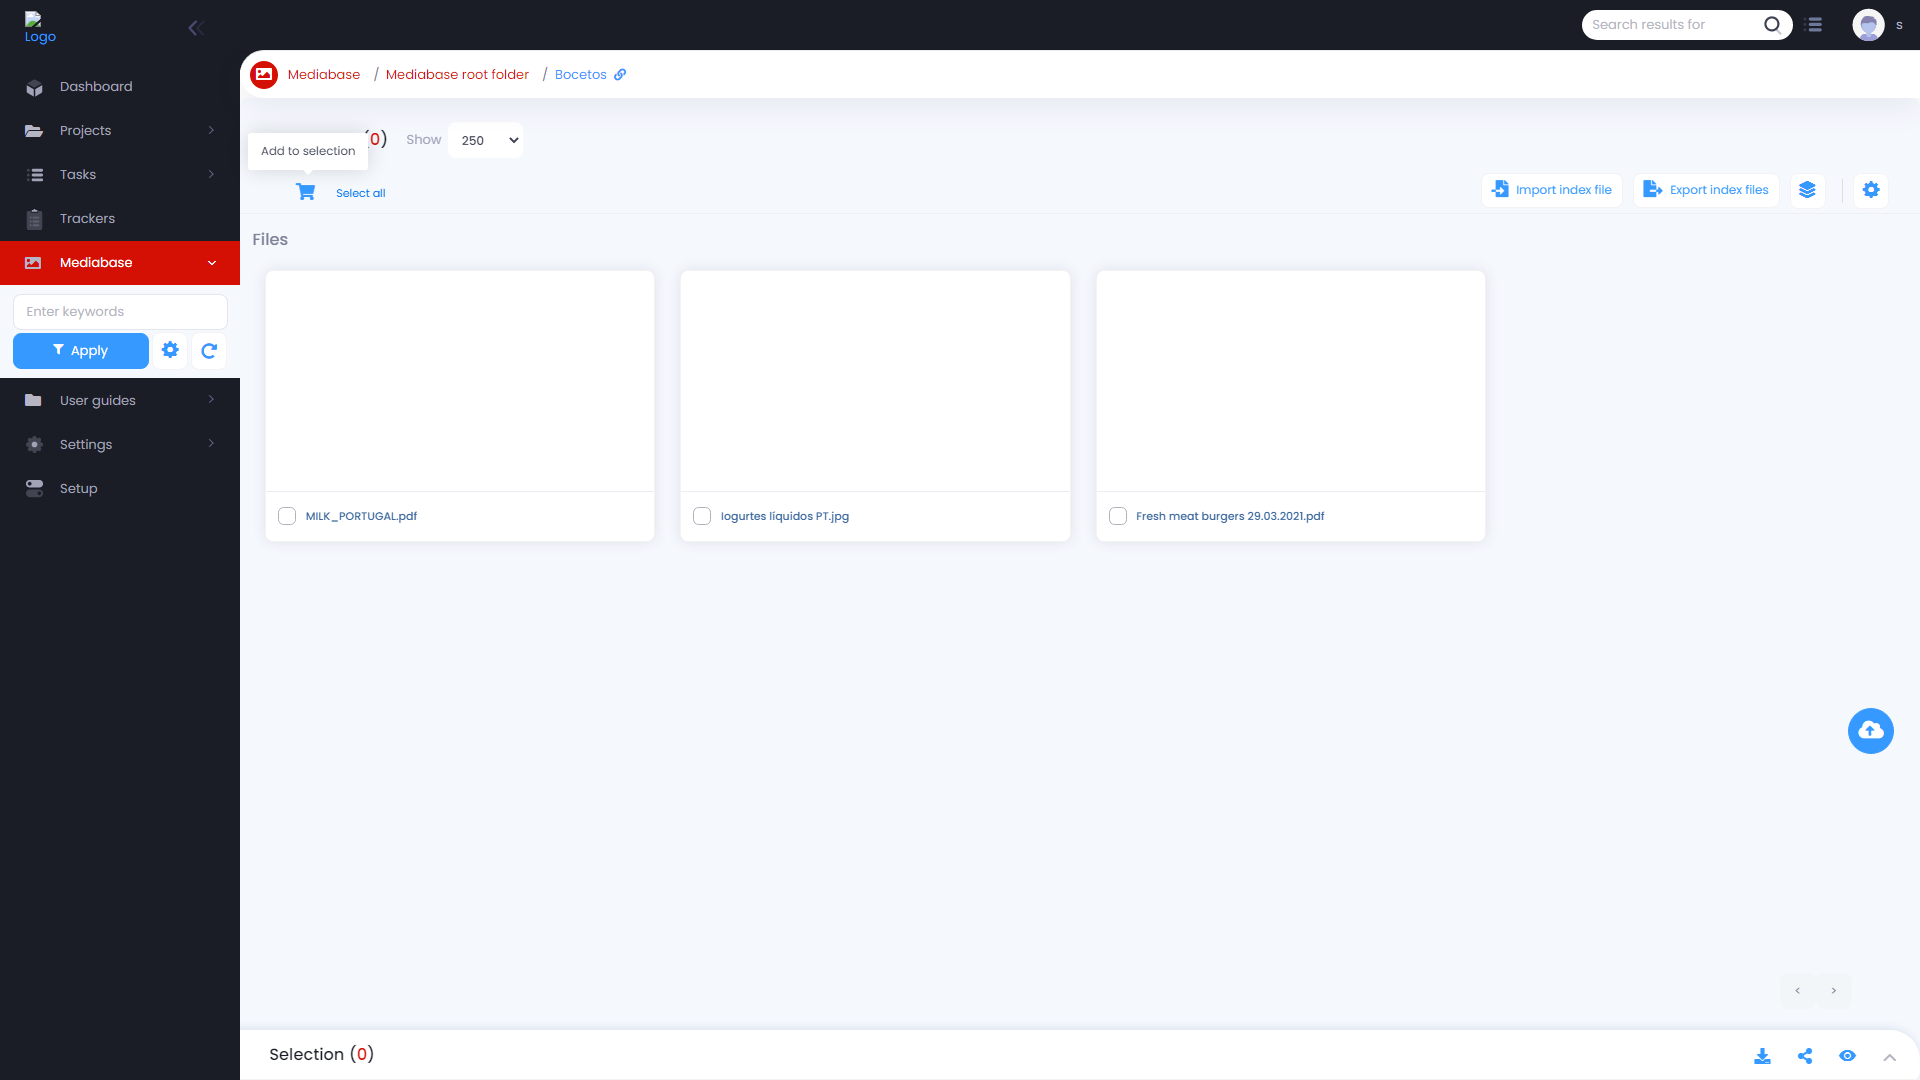 Logo
Search results for
s
Dashboard
Projects
Tasks
Trackers
Mediabase
Enter keywords
Apply
User guides
Settings
Setup
Mediabase / Mediabase root folder / Bocetos
(0) Show 250
Add to selection
Select all
Import index file
Export index files
Files
MILK_PORTUGAL.pdf
Iogurtes líquidos PT.jpg
Fresh meat burgers 29.03.2021.pdf
< >
Selection (0)